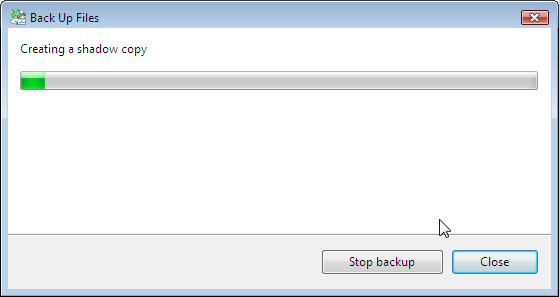 Back Up Files
Creating a shadow copy
Stop backup
Close